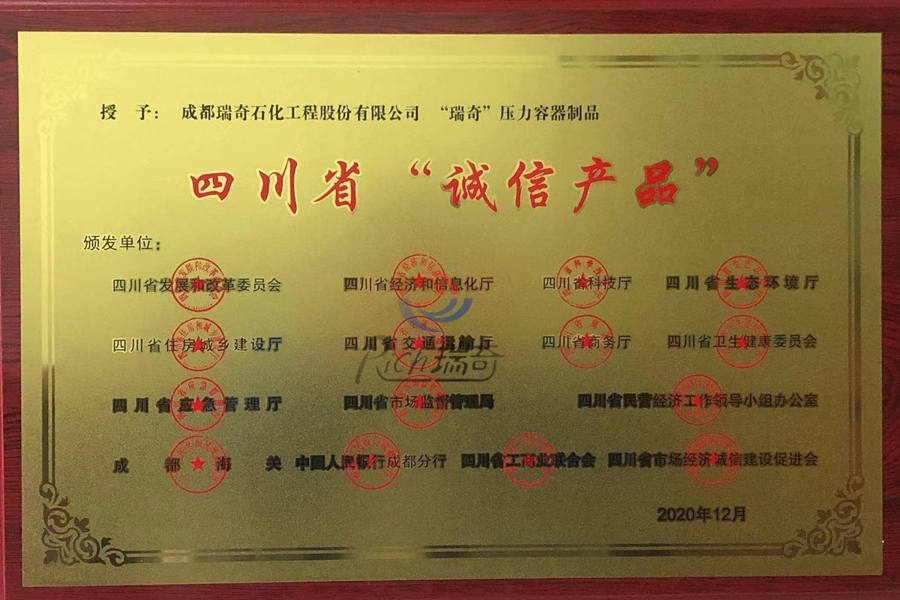 授 予： 成都瑞奇石化工程股份有限公司 “瑞奇”压力容器制品
四川省“诚信产品”
颁发单位：
四川省发展和改革委员会 四川省经济和信息化厅 四川省科技厅 四川省生态环境厅
四川省住房城乡建设厅 四川省交通运输厅 四川省商务厅 四川省卫生健康委员会
Rich瑞奇
四川省应急管理厅 四川省市场监督管理局 四川省民营经济工作领导小组办公室
成都海关 中国人民银行成都分行 四川省工商业联合会 四川省市场经济诚信建设促进会
2020年12月